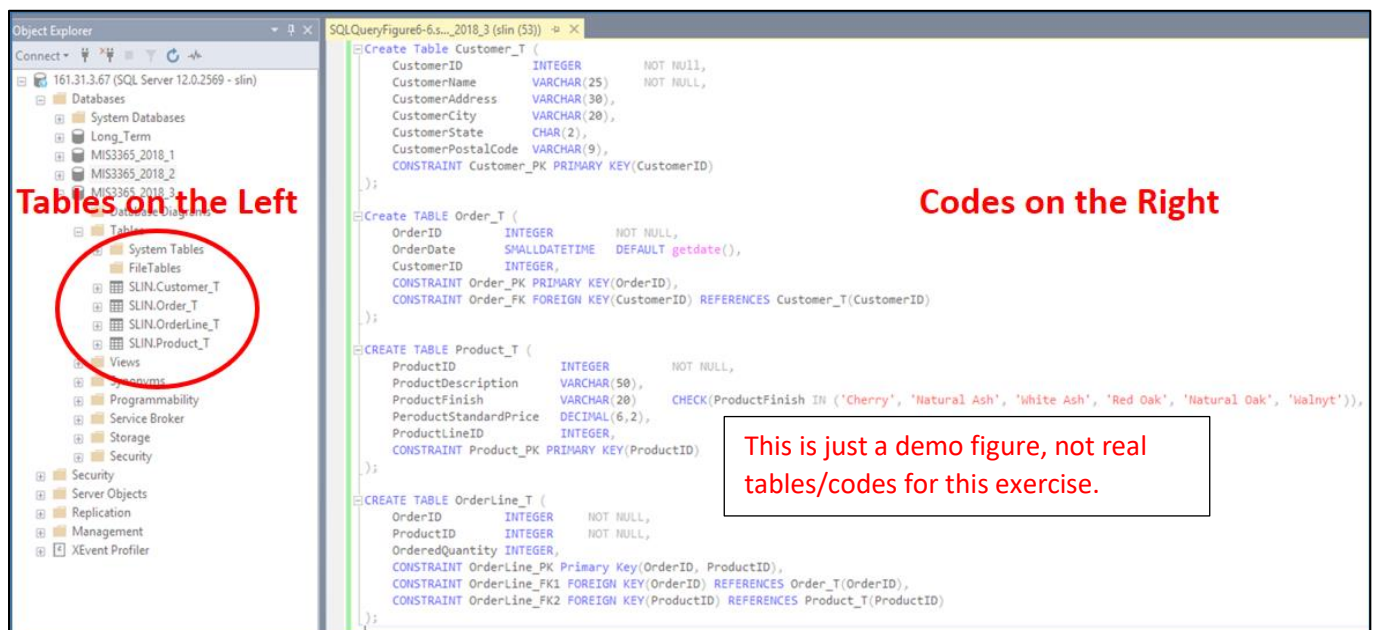 Object Explorer
Connect
161.31.3.67 (SQL Server 12.0.2569 - slin)
Databases
System Databases
Long_Term
MIS3365_2018_1
MIS3365_2018_2
MIS3365_2018_3
Tables on the Left
Database Diagrams
Tables
System Tables
FileTables
SLIN.Customer_T
SLIN.Order_T
SLIN.OrderLine_T
SLIN.Product_T
Views
Synonyms
Programmability
Service Broker
Storage
Security
Security
Server Objects
Replication
Management
XEvent Profiler
SQLQueryFigure6-6.s..._2018_3 (slin (53))
Create Table Customer_T (
CustomerID INTEGER NOT NUll,
CustomerName VARCHAR(25) NOT NULL,
CustomerAddress VARCHAR(30),
CustomerCity VARCHAR(20),
CustomerState CHAR(2),
CustomerPostalCode VARCHAR(9),
CONSTRAINT Customer_PK PRIMARY KEY(CustomerID)
);
Codes on the Right
Create TABLE Order_T (
OrderID INTEGER NOT NULL,
OrderDate SMALLDATETIME DEFAULT getdate(),
CustomerID INTEGER,
CONSTRAINT Order_PK PRIMARY KEY(OrderID),
CONSTRAINT Order_FK FOREIGN KEY(CustomerID) REFERENCES Customer_T(CustomerID)
);
CREATE TABLE Product_T (
ProductID INTEGER NOT NULL,
ProductDescription VARCHAR(50),
ProductFinish VARCHAR(20) CHECK(ProductFinish IN ('Cherry', 'Natural Ash', 'White Ash', 'Red Oak', 'Natural Oak', 'Walnyt')),
PeroductStandardPrice DECIMAL(6,2),
ProductLineID INTEGER,
CONSTRAINT Product_PK PRIMARY KEY(ProductID)
);
This is just a demo figure, not real
tables/codes for this exercise.
CREATE TABLE OrderLine_T (
OrderID INTEGER NOT NULL,
ProductID INTEGER NOT NULL,
OrderedQuantity INTEGER,
CONSTRAINT OrderLine_PK Primary Key(OrderID, ProductID),
CONSTRAINT OrderLine_FK1 FOREIGN KEY(OrderID) REFERENCES Order_T(OrderID),
CONSTRAINT OrderLine_FK2 FOREIGN KEY(ProductID) REFERENCES Product_T(ProductID)
);